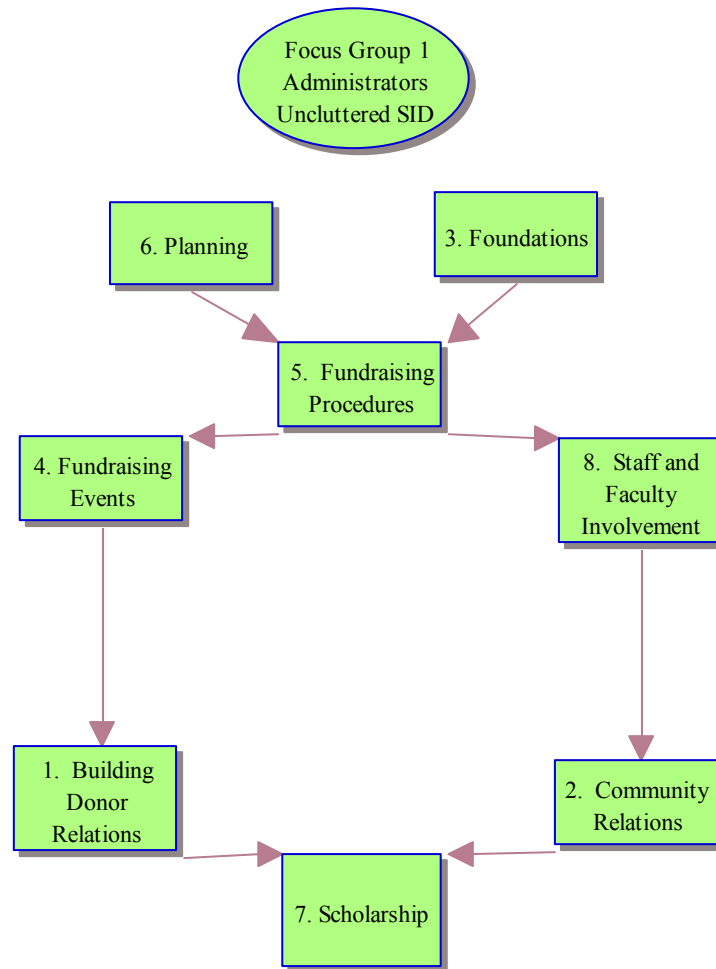 Focus Group 1
Administrators
Uncluttered SID
6. Planning
3. Foundations
5. Fundraising
Procedures
4. Fundraising
Events
8. Staff and
Faculty
Involvement
1. Building
Donor
Relations
2. Community
Relations
7. Scholarship